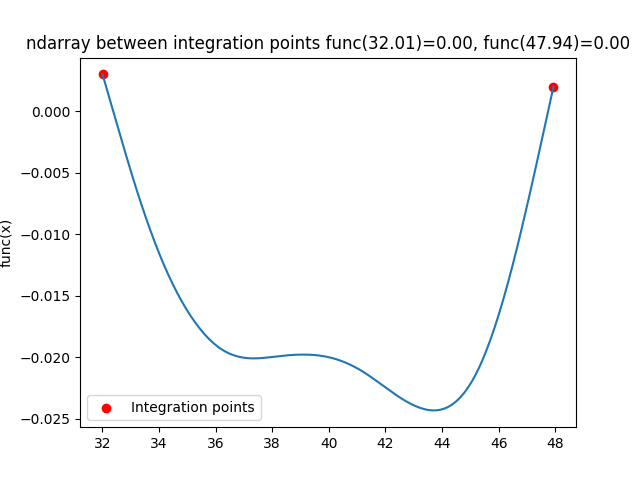 ndarray between integration points func(32.01)=0.00, func(47.94)=0.00
func(x)
0.000
−0.005
−0.010
−0.015
−0.020
−0.025
Integration points
32 34 36 38 40 42 44 46 48